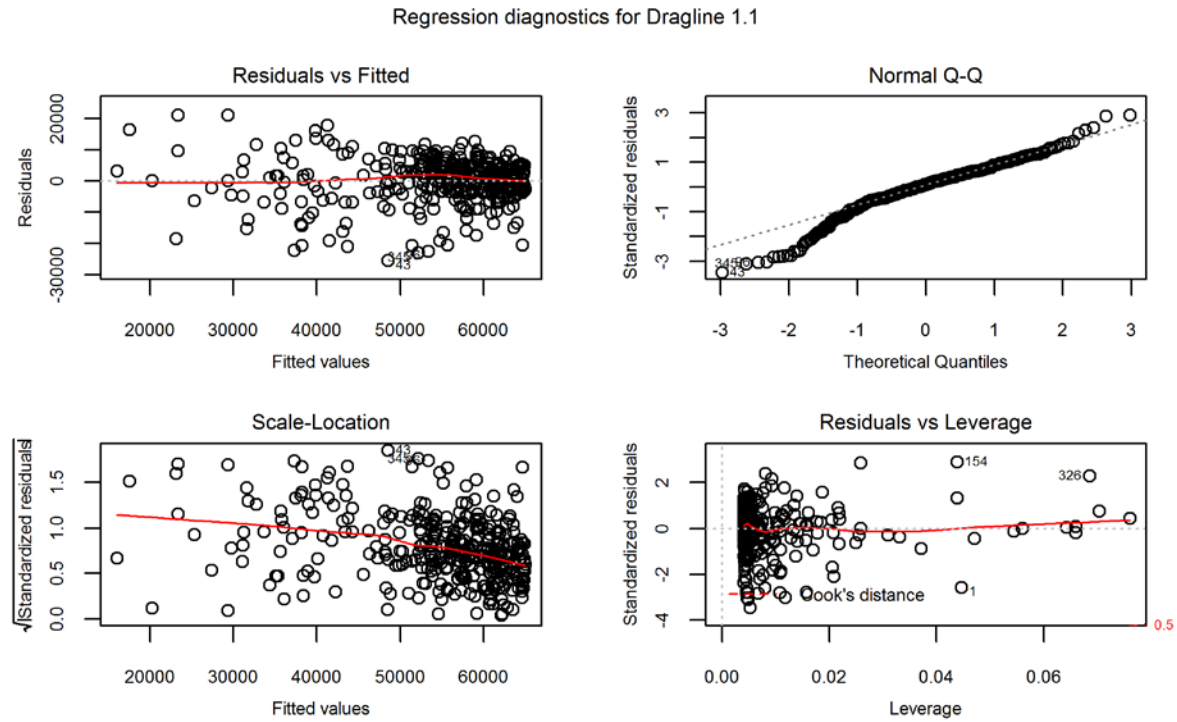 Regression diagnostics for Dragline 1.1
Residuals vs Fitted
Residuals
20000
0
-30000
43
20000 30000 40000 50000 60000
Fitted values
Normal Q-Q
Standardized residuals
3
1
-1
-3
43
-3 -2 -1 0 1 2 3
Theoretical Quantiles
Scale-Location
√|Standardized residuals|
1.5
1.0
0.5
0.0
43
20000 30000 40000 50000 60000
Fitted values
Residuals vs Leverage
Standardized residuals
2
0
-2
-4
154
326
1
Cook's distance
0.5
0.00 0.02 0.04 0.06
Leverage